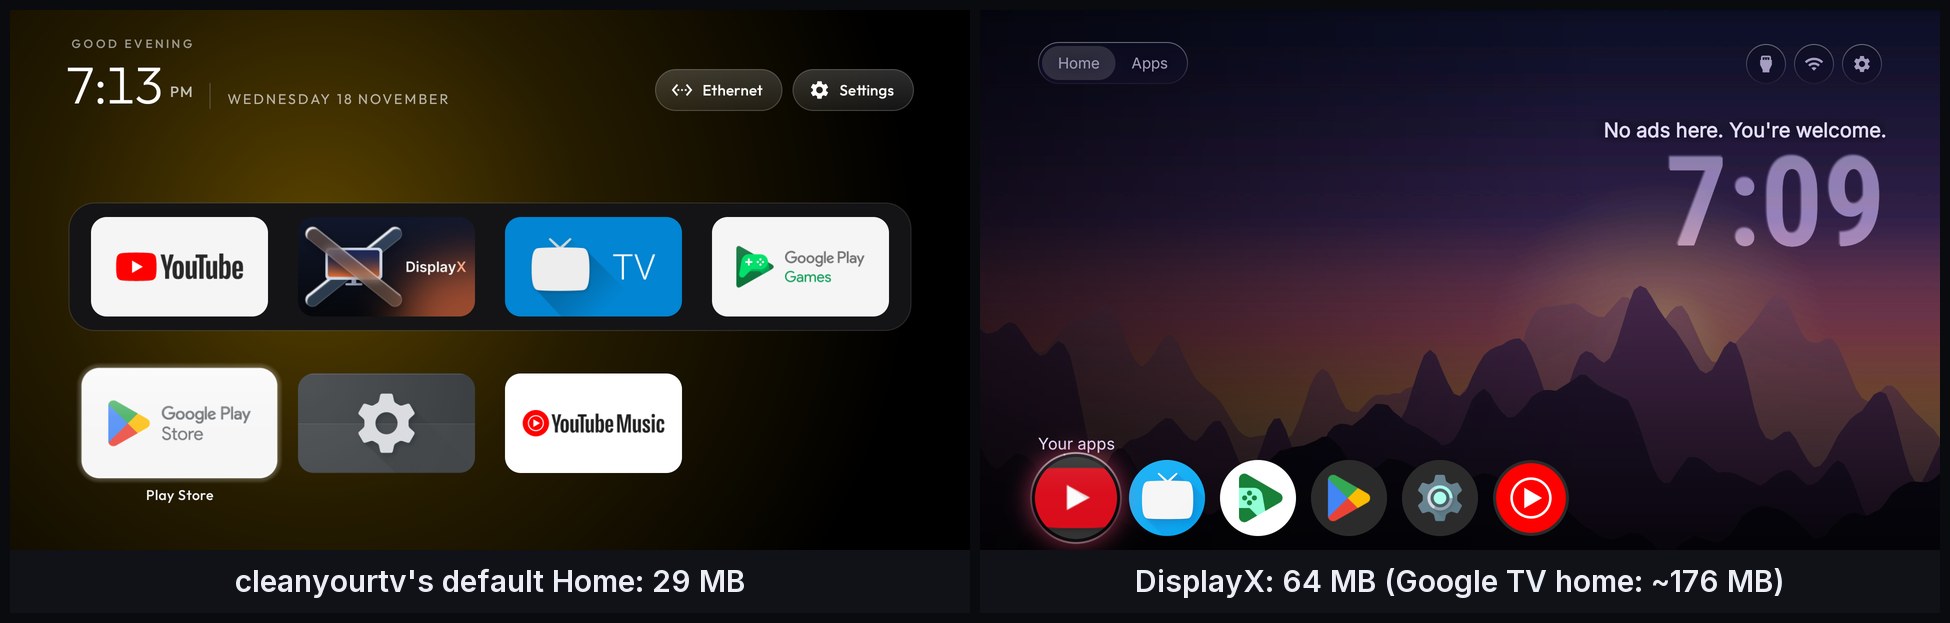 GOOD EVENING
7:13 PM
WEDNESDAY 18 NOVEMBER
Ethernet
Settings
YouTube
DisplayX
TV
Google Play
Games
Google Play
Store
YouTube Music
Play Store
cleanyourtv's default Home: 29 MB
Home
Apps
No ads here. You're welcome.
7:09
Your apps
DisplayX: 64 MB (Google TV home: ~176 MB)